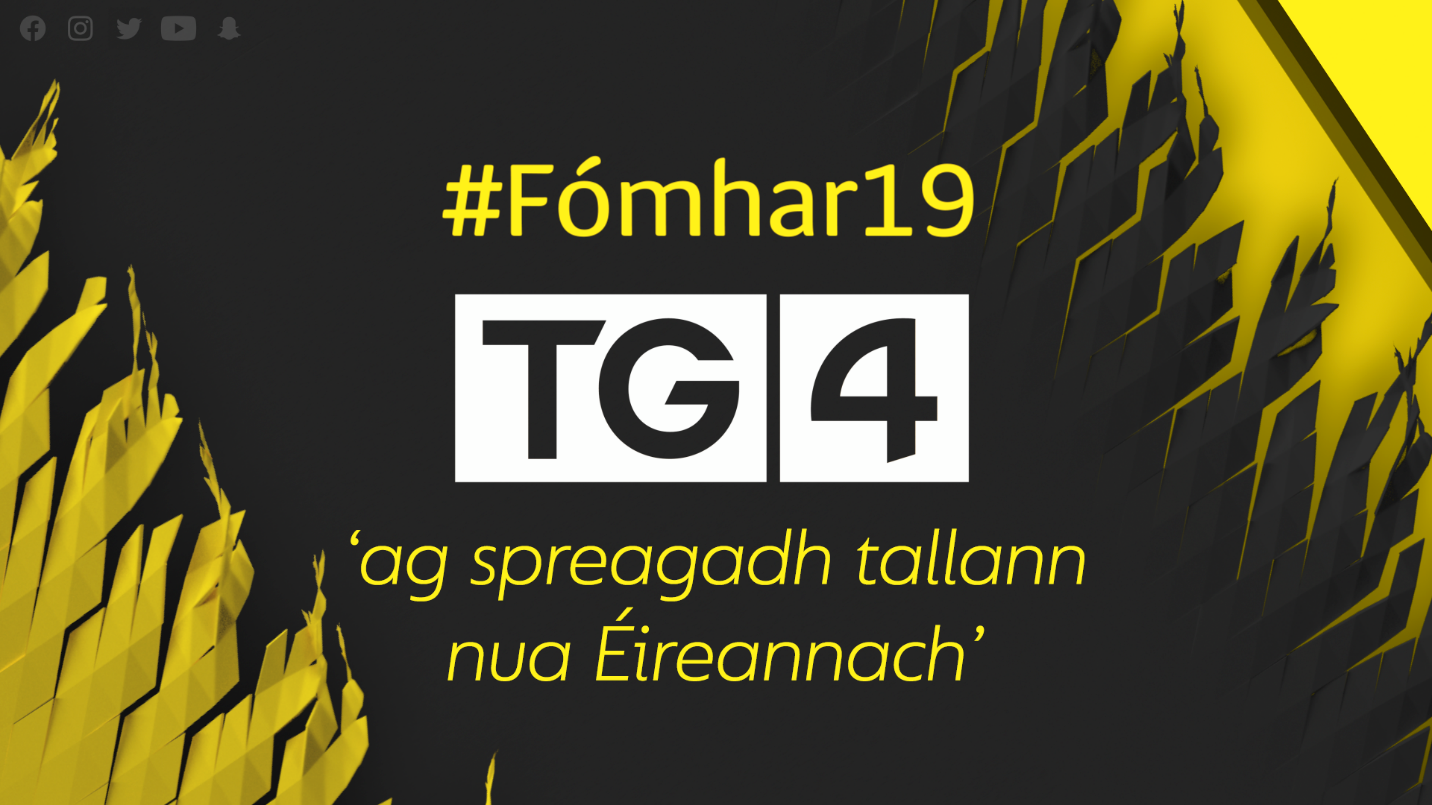 #Fómhar19
TG4
‘ag spreagadh tallann
nua Éireannach’